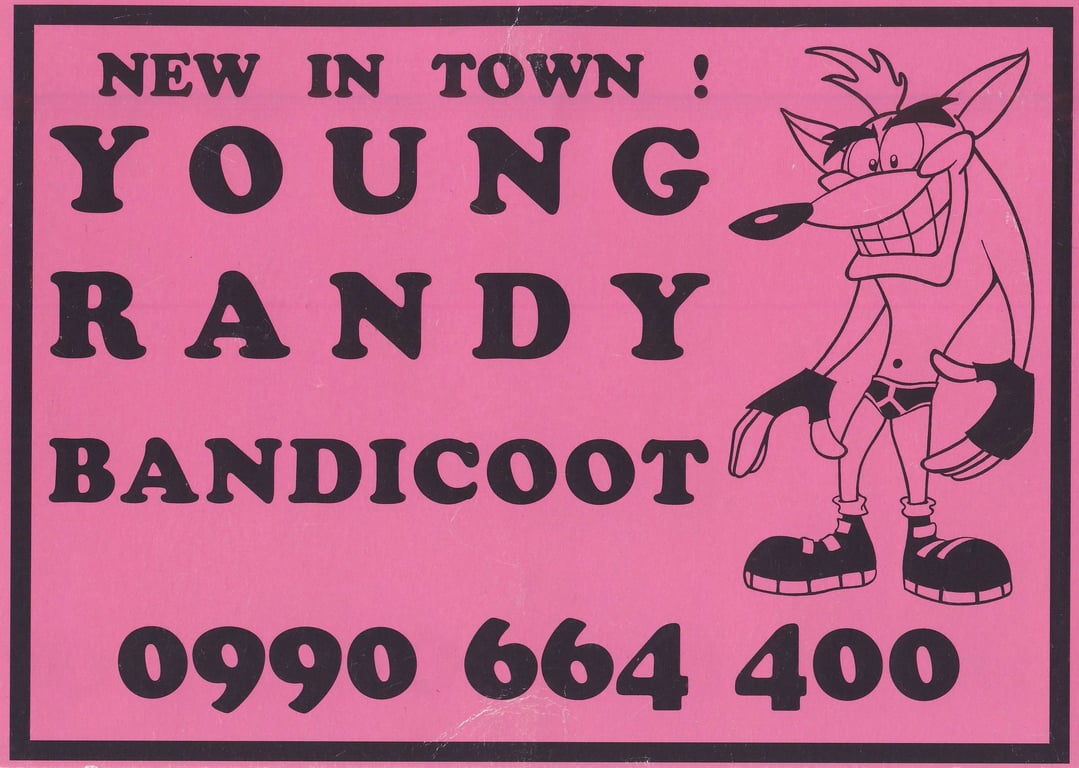 NEW IN TOWN !
YOUNG
RANDY
BANDICOOT
0990 664 400